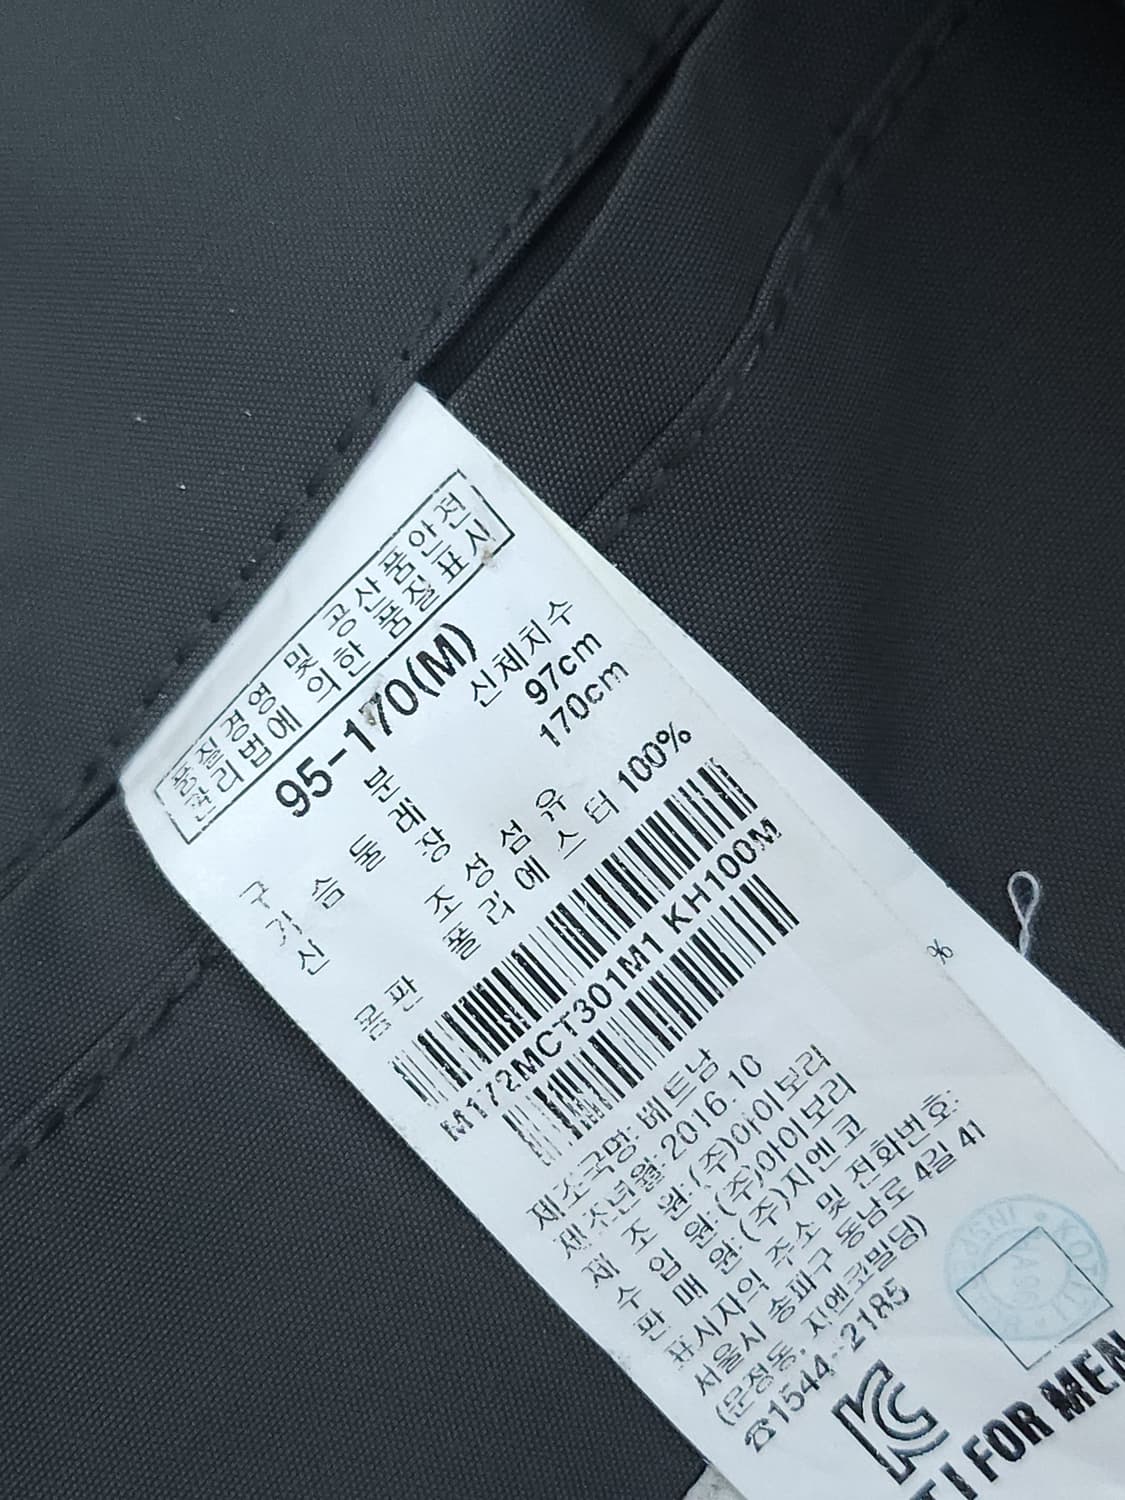 품질경영 및 공산품안전
관리법에 의한 품질표시
95-170(M)
구 분 신체치수
가 슴 둘 레 97cm
신 장 170cm
조 성 섬 유
몸판 폴 리 에 스 터 100%
M172MCT301M1 KH100M
제조국명: 베트남
제조년월: 2016. 10
제 조 원: (주)아이보리
수 입 원: (주)아이보리
판 매 원: (주)지엔코
표시자의 주소 및 전화번호:
서울시 송파구 동남로 4길 41
(문정동, 지엔코빌딩)
☎1544-2185
%
KOTITI
FOR MEN